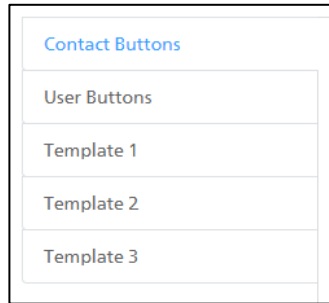 Contact Buttons
User Buttons
Template 1
Template 2
Template 3